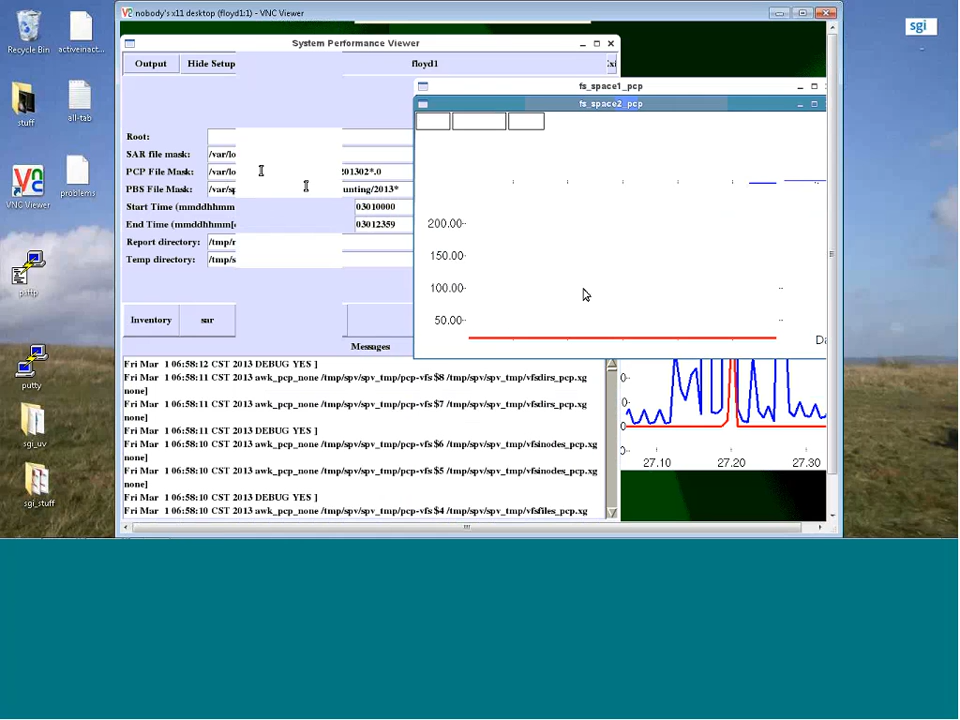 nobody's x11 desktop (floyd1:1) - VNC Viewer
Recycle Bin
activeinact...
stuff
all-tab
VNC Viewer
problems
psftp
putty
sgi_uv
sgi_stuff
sgi
System Performance Viewer
Output
Hide Setup
floyd1
Root:
SAR file mask: /var/lo
PCP File Mask: /var/lo 201302*.0
PBS File Mask: /var/sp unting/2013*
Start Time (mmddhhmm 03010000
End Time (mmddhhmm[ 03012359
Report directory: /tmp/r
Temp directory: /tmp/s
Inventory
sar
Messages
Fri Mar 1 06:58:12 CST 2013 DEBUG YES ]
Fri Mar 1 06:58:11 CST 2013 awk_pcp_none /tmp/spv/spv_tmp/pcp-vfs $8 /tmp/spv/spv_tmp/vfsdirs_pcp.xg
none]
Fri Mar 1 06:58:11 CST 2013 awk_pcp_none /tmp/spv/spv_tmp/pcp-vfs $7 /tmp/spv/spv_tmp/vfsdirs_pcp.xg
none]
Fri Mar 1 06:58:11 CST 2013 DEBUG YES ]
Fri Mar 1 06:58:10 CST 2013 awk_pcp_none /tmp/spv/spv_tmp/pcp-vfs $6 /tmp/spv/spv_tmp/vfsinodes_pcp.xg
none]
Fri Mar 1 06:58:10 CST 2013 awk_pcp_none /tmp/spv/spv_tmp/pcp-vfs $5 /tmp/spv/spv_tmp/vfsinodes_pcp.xg
none]
Fri Mar 1 06:58:10 CST 2013 DEBUG YES ]
Fri Mar 1 06:58:10 CST 2013 awk_pcp_none /tmp/spv/spv_tmp/pcp-vfs $4 /tmp/spv/spv_tmp/vfsfiles_pcp.xg
fs_space1_pcp
fs_space2_pcp
200.00
150.00
100.00
50.00
Da
27.10 27.20 27.30